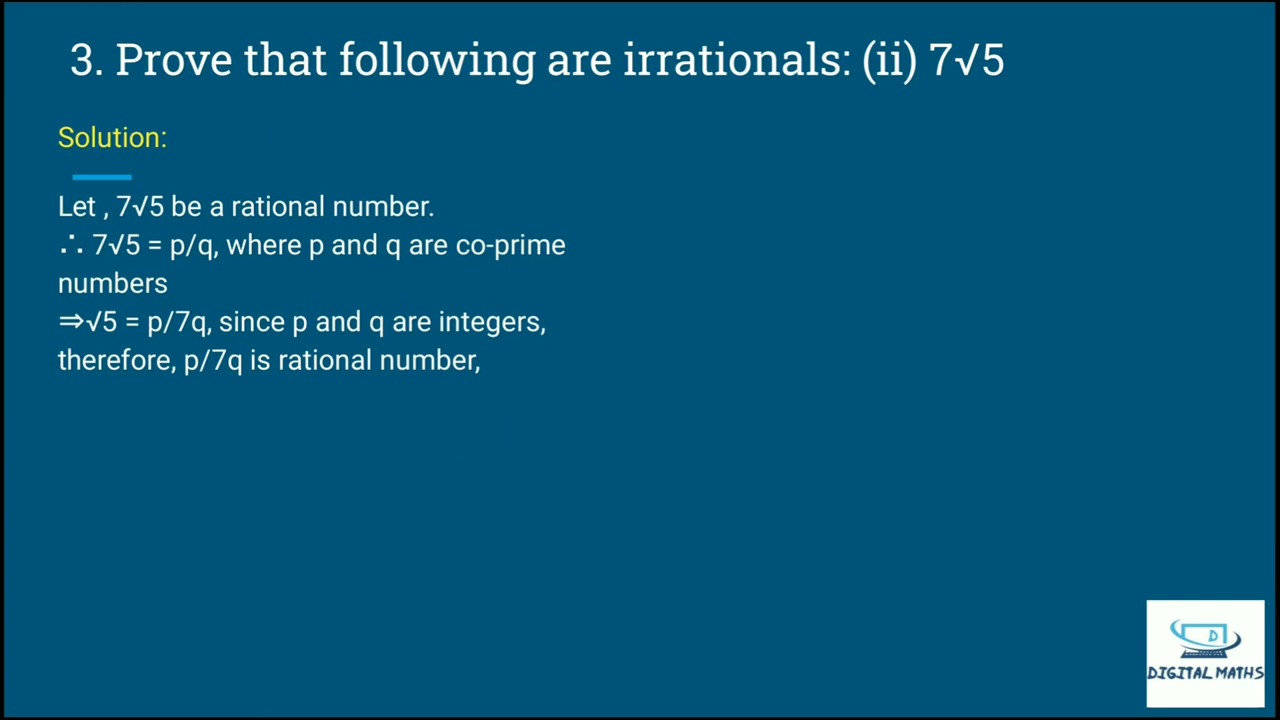 3. Prove that following are irrationals: (ii) 7√5
Solution:
Let , 7√5 be a rational number.
∴ 7√5 = p/q, where p and q are co-prime
numbers
⇒√5 = p/7q, since p and q are integers,
therefore, p/7q is rational number,
D
DIGITAL MATHS